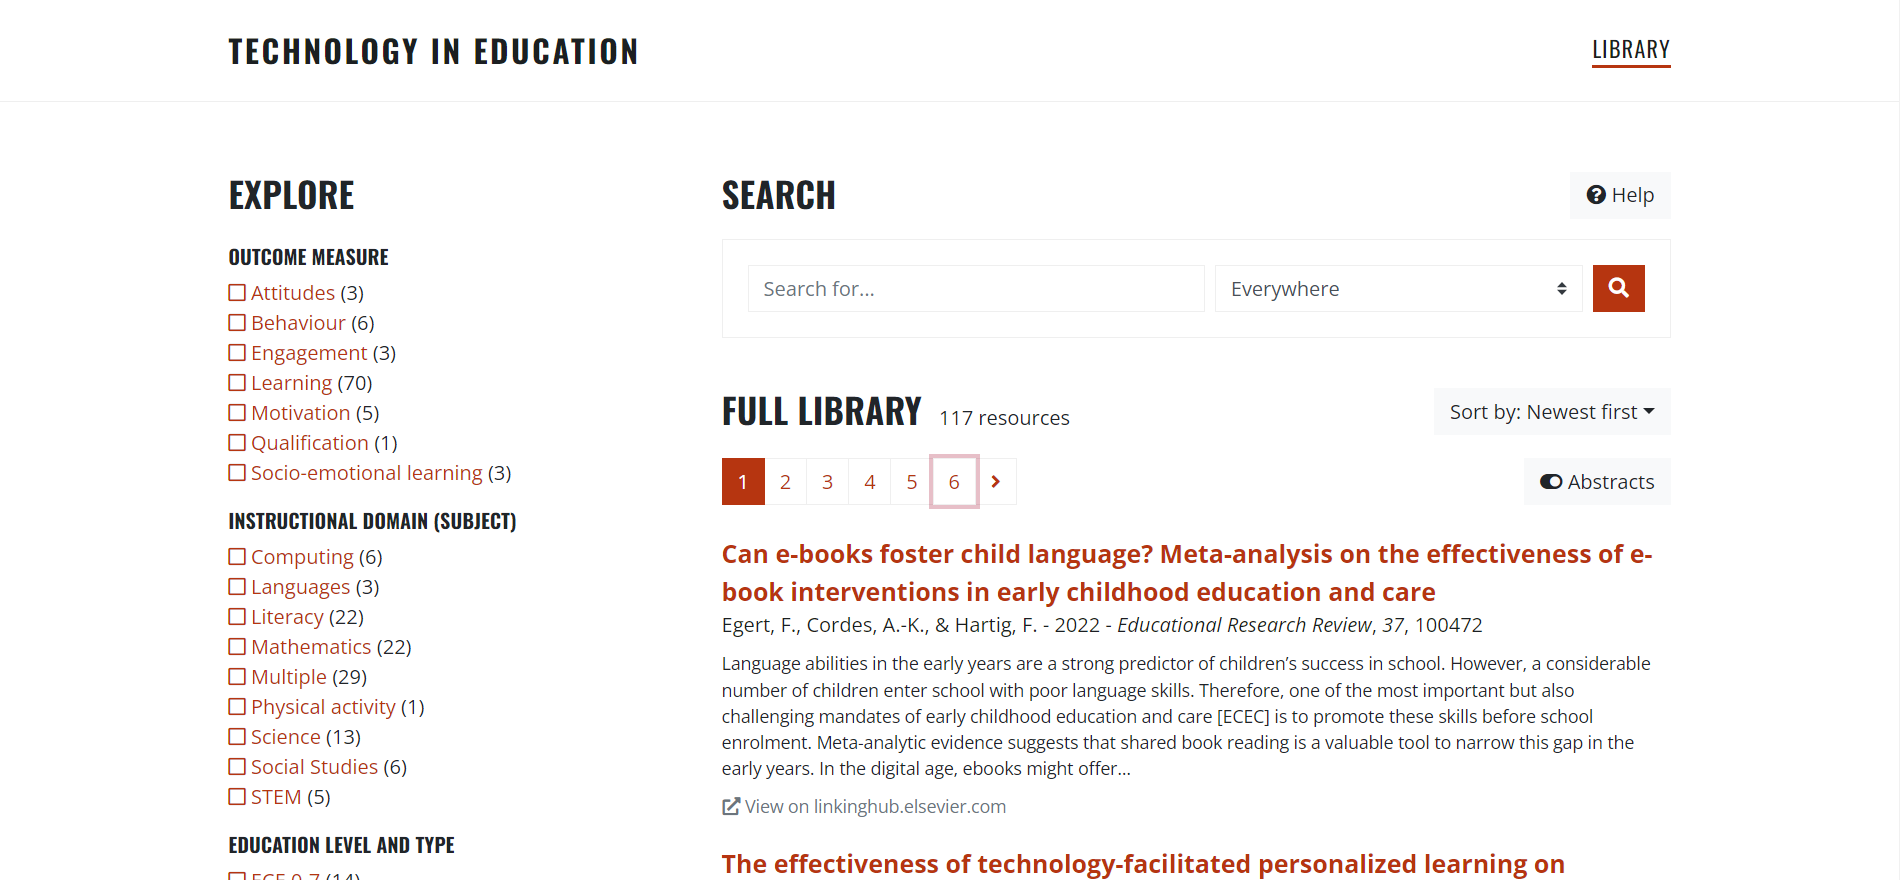 TECHNOLOGY IN EDUCATION
LIBRARY
EXPLORE
OUTCOME MEASURE
Attitudes (3)
Behaviour (6)
Engagement (3)
Learning (70)
Motivation (5)
Qualification (1)
Socio-emotional learning (3)
INSTRUCTIONAL DOMAIN (SUBJECT)
Computing (6)
Languages (3)
Literacy (22)
Mathematics (22)
Multiple (29)
Physical activity (1)
Science (13)
Social Studies (6)
STEM (5)
EDUCATION LEVEL AND TYPE
ECE 0-7 (14)
SEARCH
Help
Search for...
Everywhere
FULL LIBRARY 117 resources
Sort by: Newest first
1 2 3 4 5 6
Abstracts
Can e-books foster child language? Meta-analysis on the effectiveness of e-
book interventions in early childhood education and care
Egert, F., Cordes, A.-K., & Hartig, F. - 2022 - Educational Research Review, 37, 100472
Language abilities in the early years are a strong predictor of children’s success in school. However, a considerable
number of children enter school with poor language skills. Therefore, one of the most important but also
challenging mandates of early childhood education and care [ECEC] is to promote these skills before school
enrolment. Meta-analytic evidence suggests that shared book reading is a valuable tool to narrow this gap in the
early years. In the digital age, ebooks might offer...
View on linkinghub.elsevier.com
The effectiveness of technology-facilitated personalized learning on